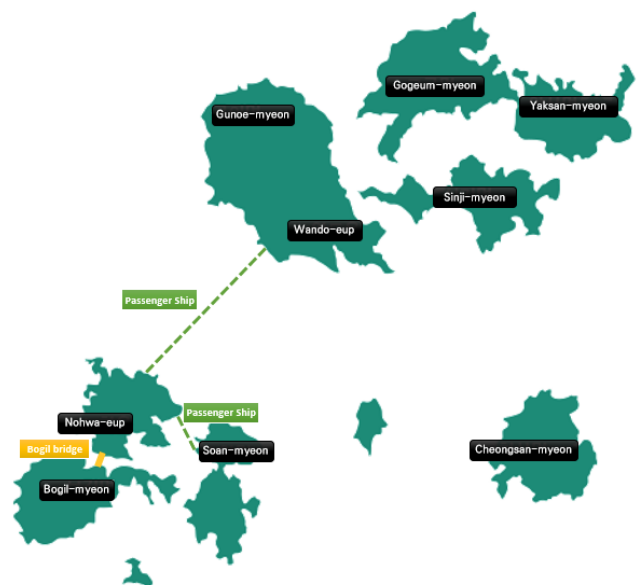 Gogeum-myeon
Yaksan-myeon
Gunoe-myeon
Sinji-myeon
Wando-eup
Passenger Ship
Passenger Ship
Nohwa-eup
Bogil bridge
Soan-myeon
Cheongsan-myeon
Bogil-myeon